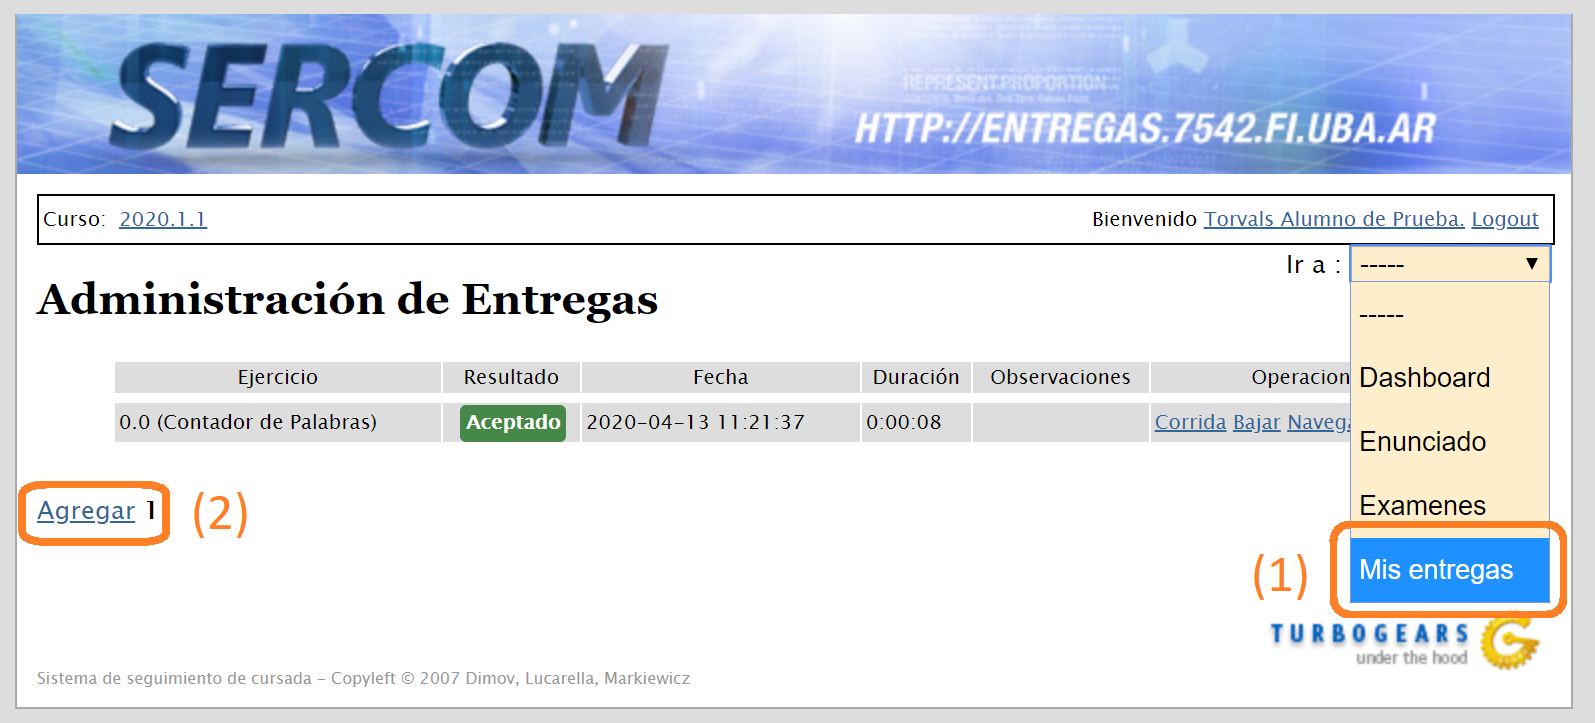 SERCOM
REPRESENT.PROPORTION
HTTP://ENTREGAS.7542.FI.UBA.AR
Curso: 2020.1.1
Bienvenido Torvals Alumno de Prueba. Logout
Ir a : -----
-----
Dashboard
Enunciado
Examenes
Mis entregas
(1)
Administración de Entregas
Ejercicio Resultado Fecha Duración Observaciones Operacion
0.0 (Contador de Palabras) Aceptado 2020-04-13 11:21:37 0:00:08 Corrida Bajar Navega
Agregar 1 (2)
TURBOGEARS
under the hood
Sistema de seguimiento de cursada - Copyleft © 2007 Dimov, Lucarella, Markiewicz